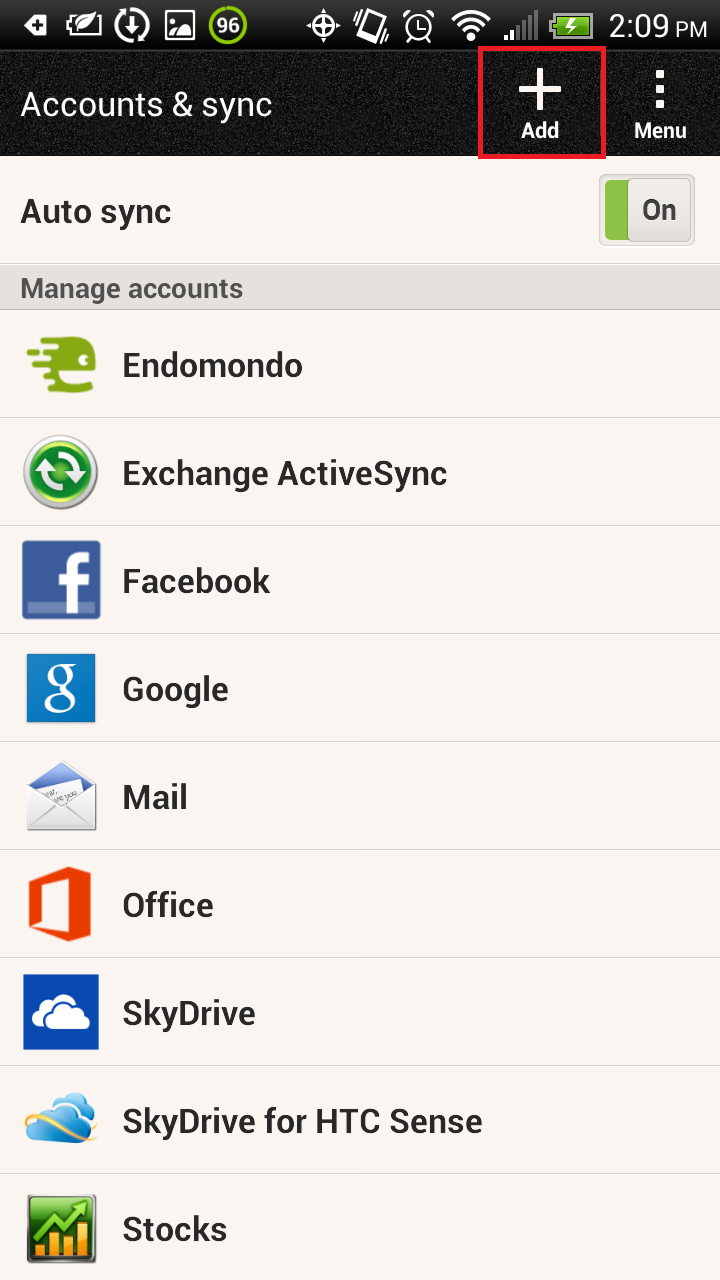 96
2:09 PM
Accounts & sync
Add
Menu
Auto sync
On
Manage accounts
Endomondo
Exchange ActiveSync
Facebook
Google
Mail
Office
SkyDrive
SkyDrive for HTC Sense
Stocks